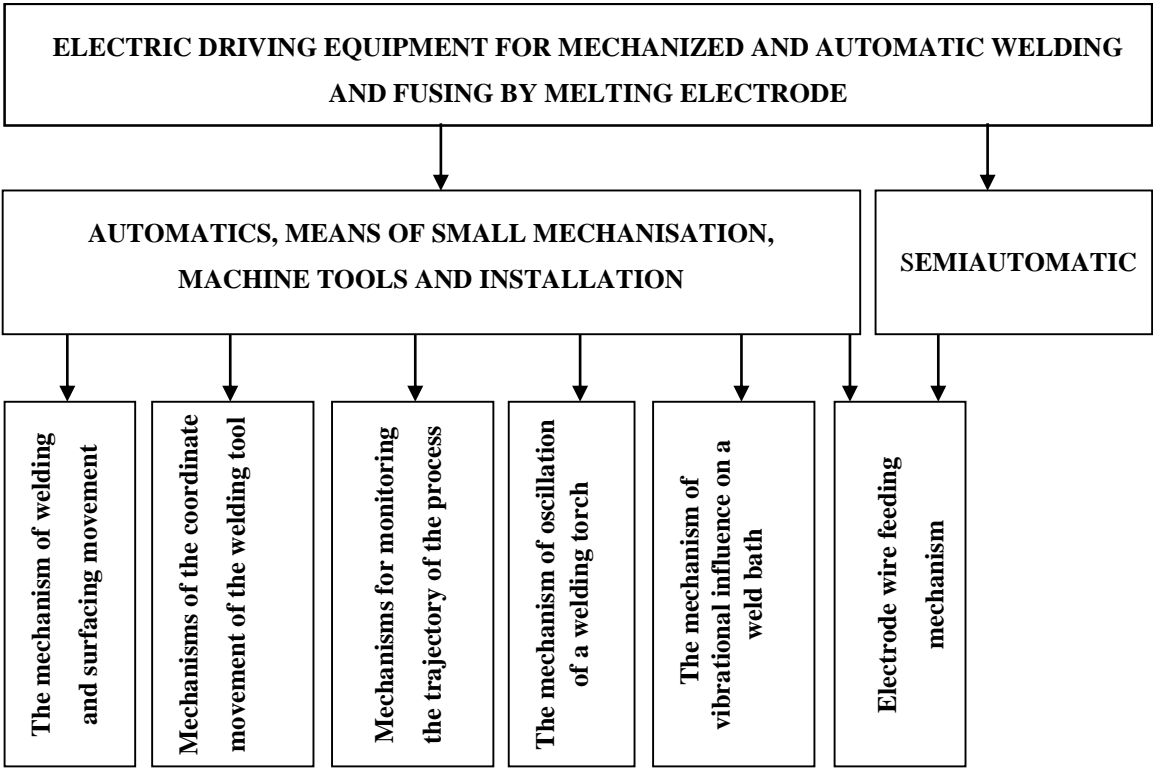 ELECTRIC DRIVING EQUIPMENT FOR MECHANIZED AND AUTOMATIC WELDING
AND FUSING BY MELTING ELECTRODE
AUTOMATICS, MEANS OF SMALL MECHANISATION,
MACHINE TOOLS AND INSTALLATION
SEMIAUTOMATIC
The mechanism of welding
and surfacing movement
Mechanisms of the coordinate
movement of the welding tool
Mechanisms for monitoring
the trajectory of the process
The mechanism of oscillation
of a welding torch
The mechanism of
vibrational influence on a
weld bath
Electrode wire feeding
mechanism